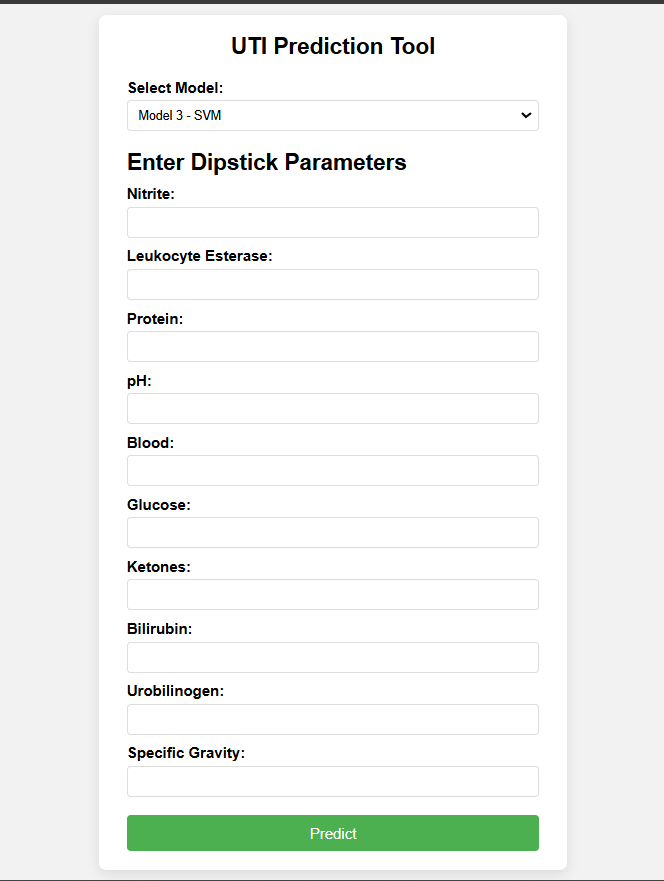 UTI Prediction Tool
Select Model:
Model 3 - SVM
Enter Dipstick Parameters
Nitrite:
Leukocyte Esterase:
Protein:
pH:
Blood:
Glucose:
Ketones:
Bilirubin:
Urobilinogen:
Specific Gravity:
Predict